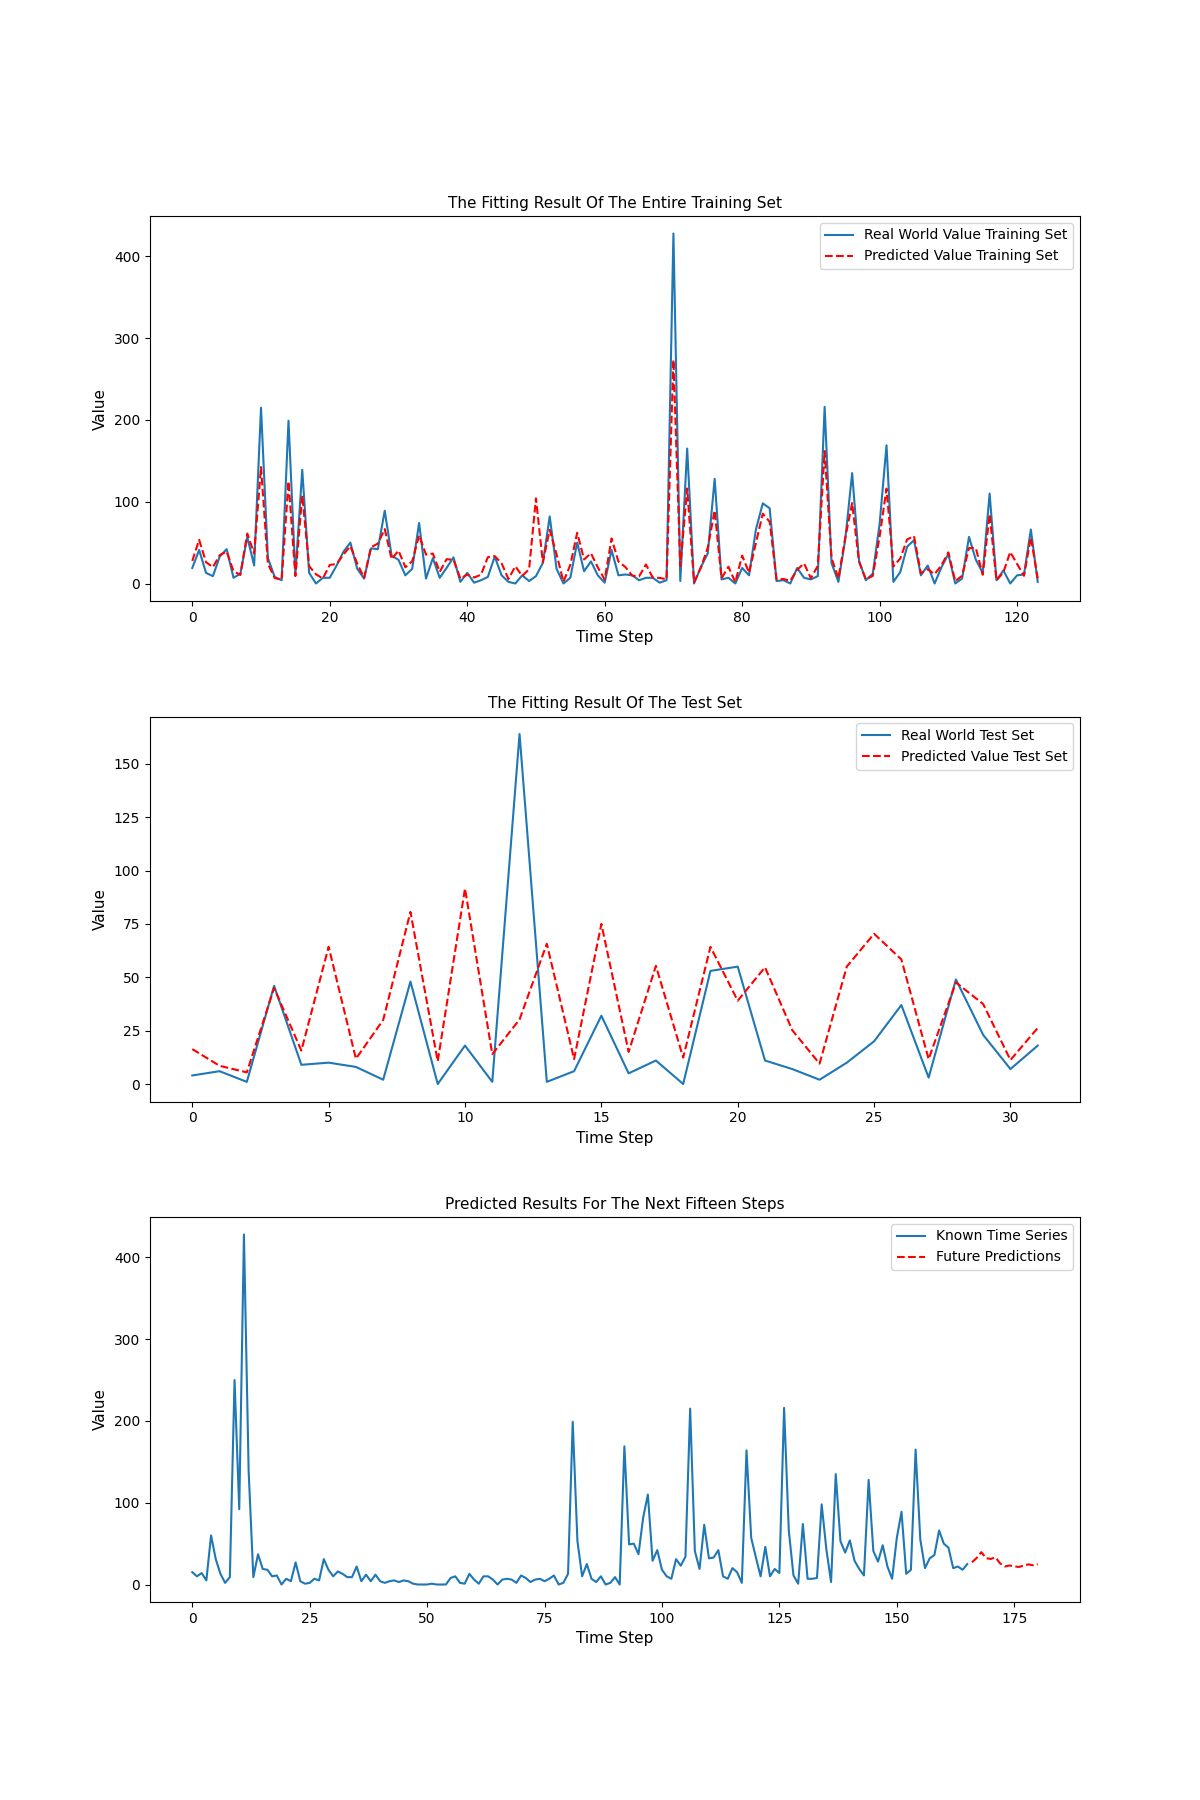 The Fitting Result Of The Entire Training Set
Real World Value Training Set
Predicted Value Training Set
400
300
200
100
0
Value
0 20 40 60 80 100 120
Time Step
The Fitting Result Of The Test Set
Real World Test Set
Predicted Value Test Set
150
125
100
75
50
25
0
Value
0 5 10 15 20 25 30
Time Step
Predicted Results For The Next Fifteen Steps
Known Time Series
Future Predictions
400
300
200
100
0
Value
0 25 50 75 100 125 150 175
Time Step